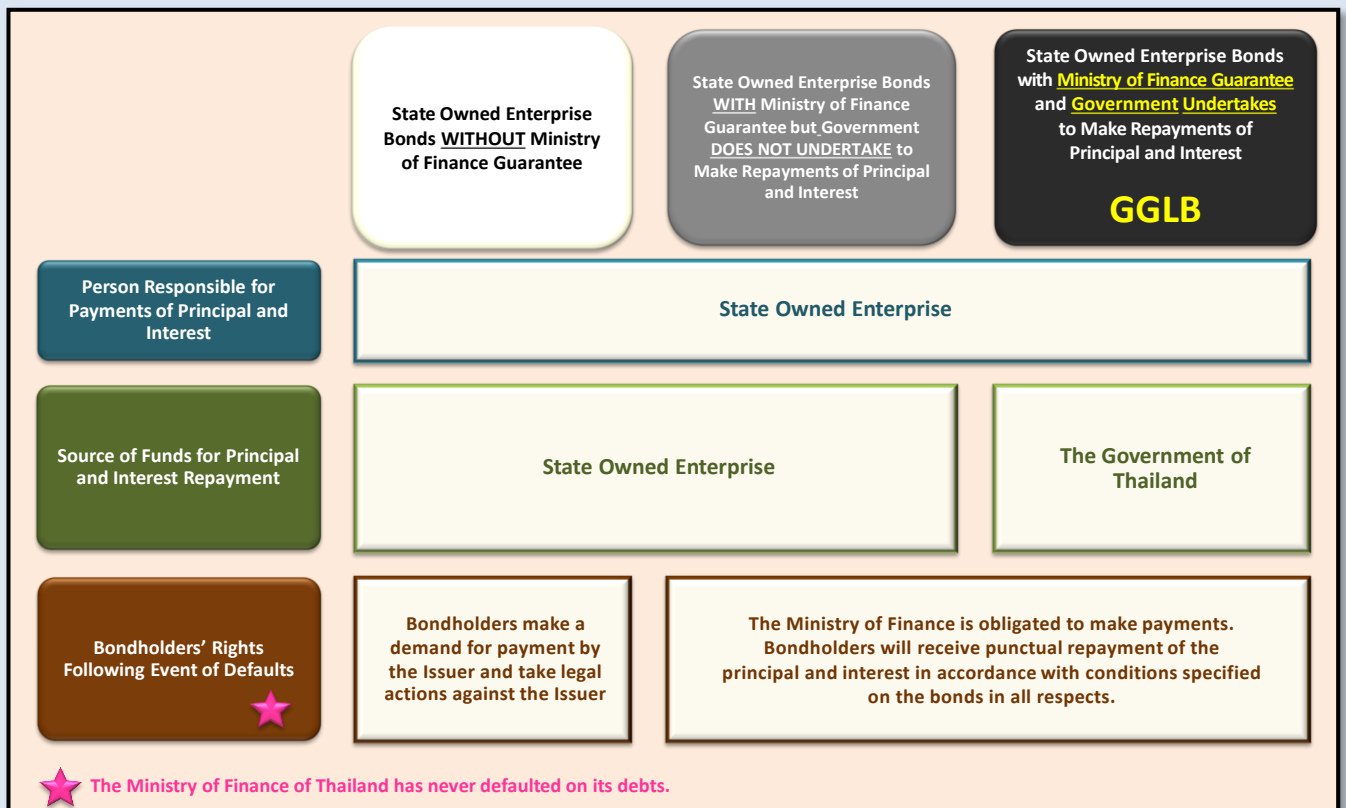 State Owned Enterprise
Bonds WITHOUT Ministry
of Finance Guarantee
State Owned Enterprise Bonds
WITH Ministry of Finance
Guarantee but Government
DOES NOT UNDERTAKE to
Make Repayments of Principal
and Interest
State Owned Enterprise Bonds
with Ministry of Finance Guarantee
and Government Undertakes
to Make Repayments of
Principal and Interest
GGLB
Person Responsible for
Payments of Principal and
Interest
State Owned Enterprise
Source of Funds for Principal
and Interest Repayment
State Owned Enterprise
The Government of
Thailand
Bondholders’ Rights
Following Event of Defaults
Bondholders make a
demand for payment by
the Issuer and take legal
actions against the Issuer
The Ministry of Finance is obligated to make payments.
Bondholders will receive punctual repayment of the
principal and interest in accordance with conditions specified
on the bonds in all respects.
The Ministry of Finance of Thailand has never defaulted on its debts.